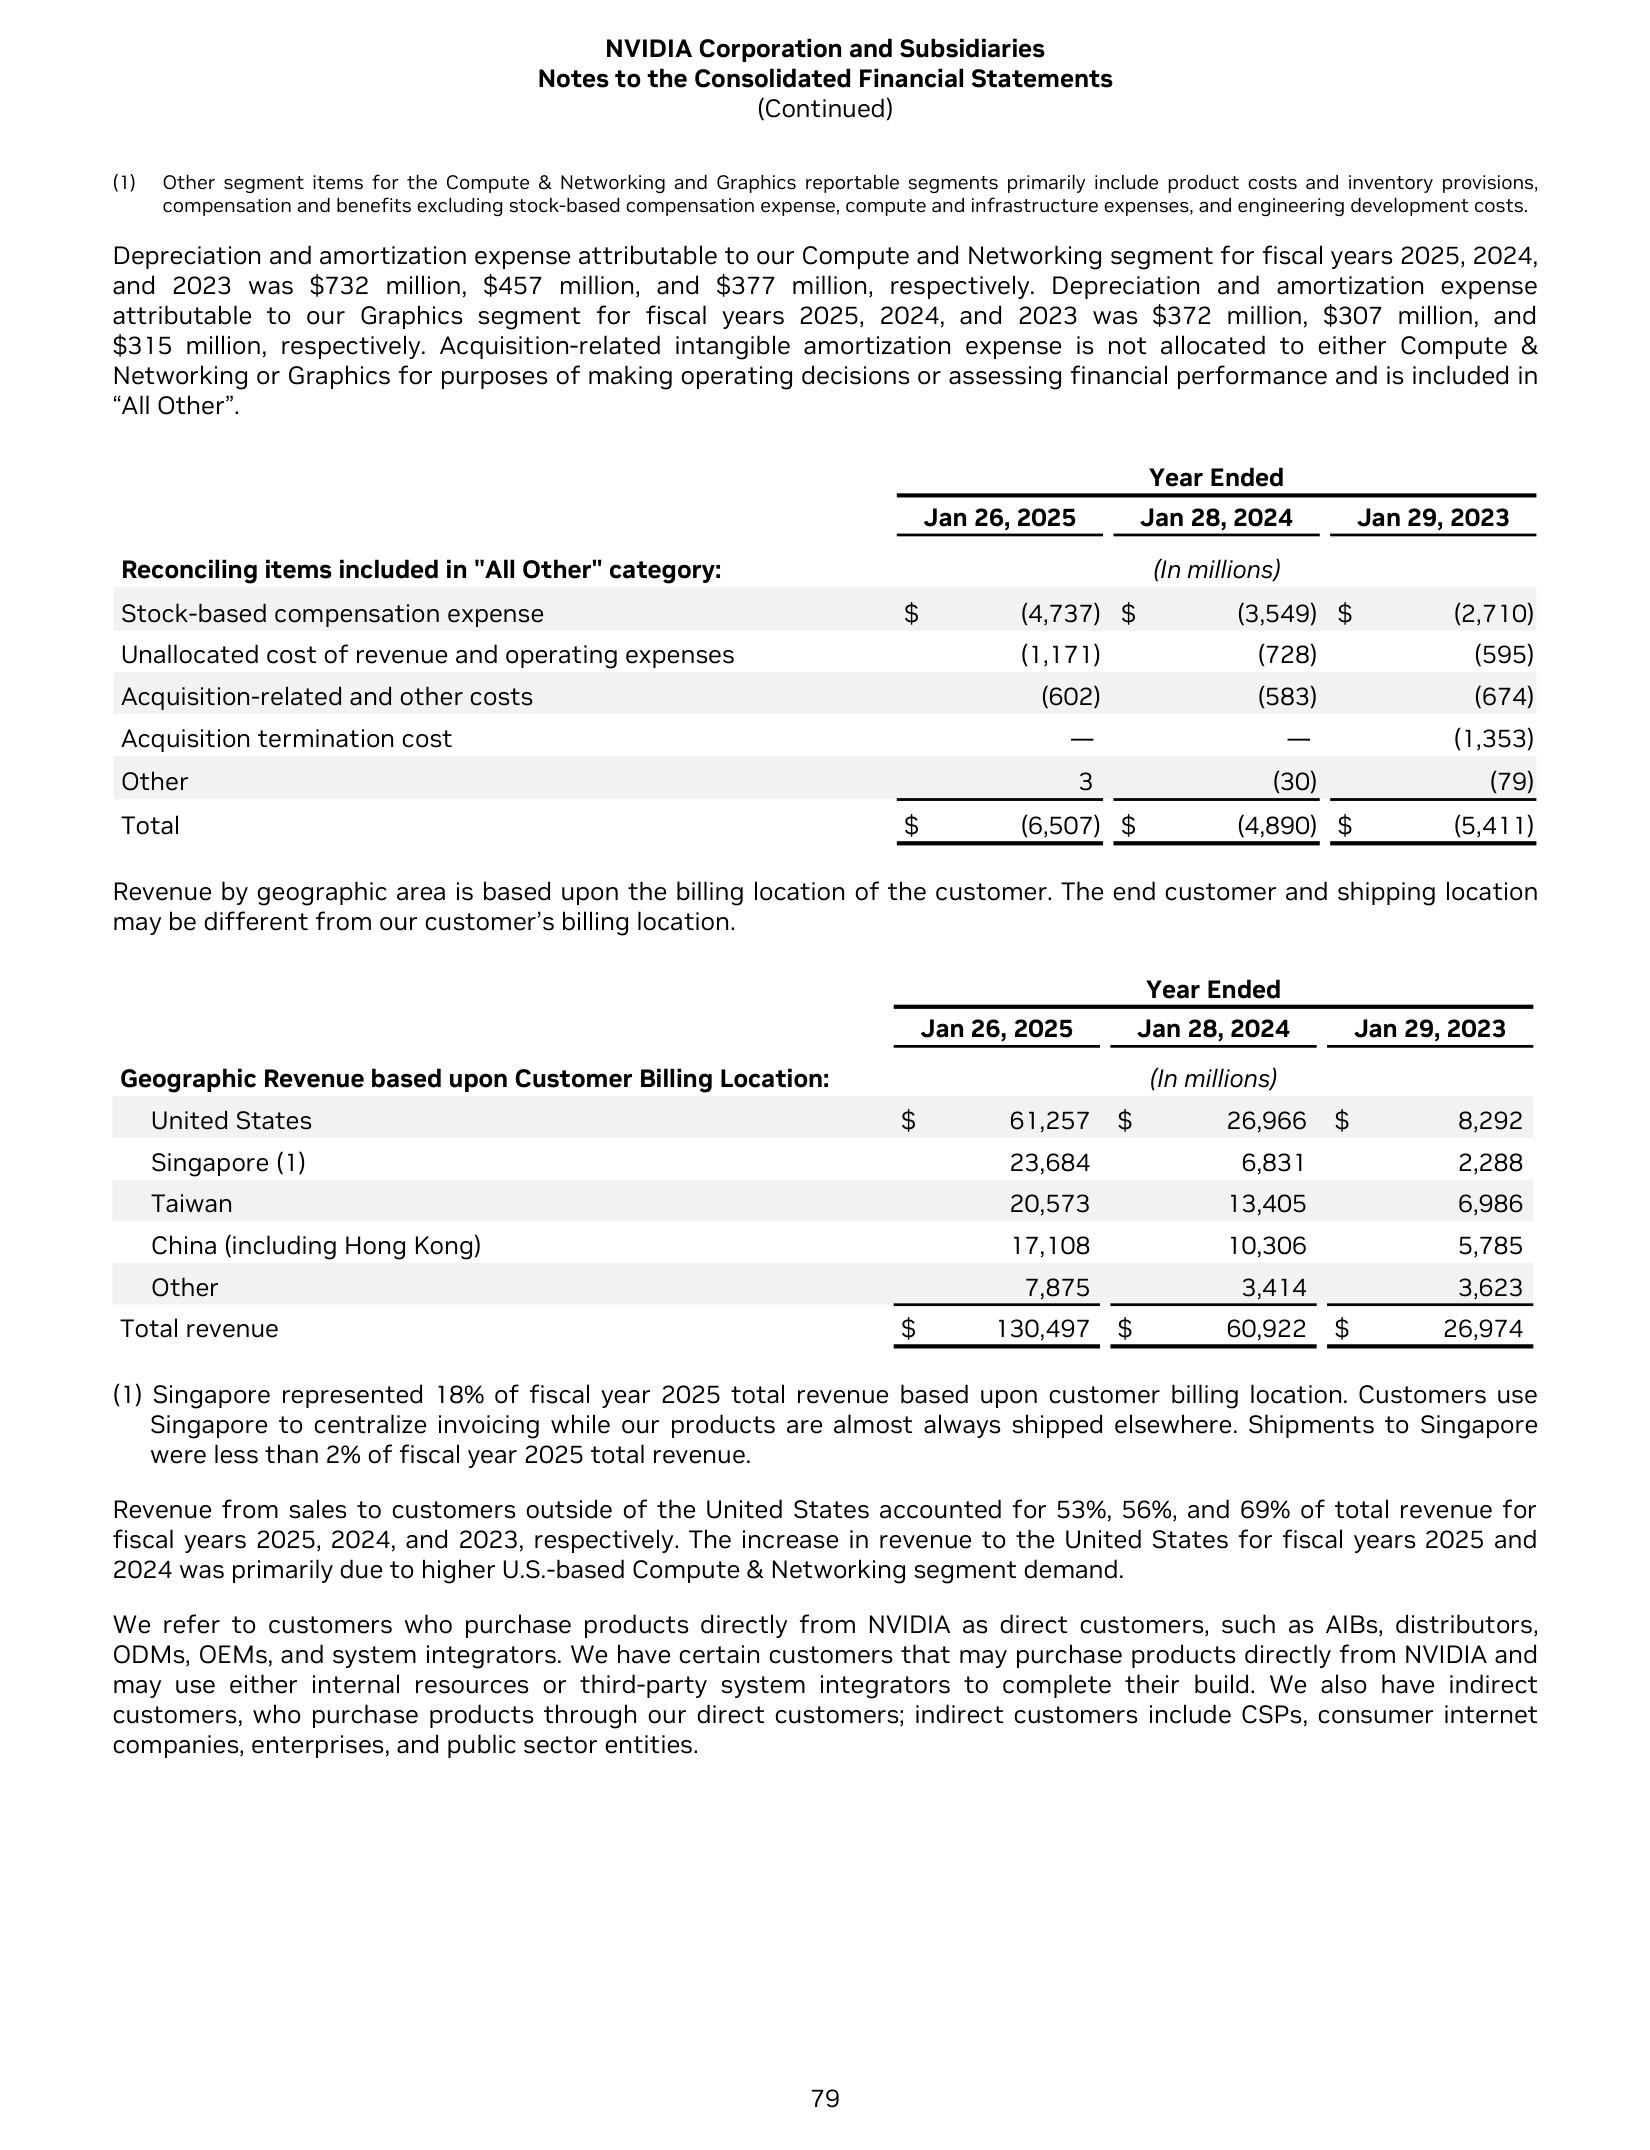 NVIDIA Corporation and Subsidiaries
Notes to the Consolidated Financial Statements
(Continued)
(1) Other segment items for the Compute & Networking and Graphics reportable segments primarily include product costs and inventory provisions,
compensation and benefits excluding stock-based compensation expense, compute and infrastructure expenses, and engineering development costs.
Depreciation and amortization expense attributable to our Compute and Networking segment for fiscal years 2025, 2024,
and 2023 was $732 million, $457 million, and $377 million, respectively. Depreciation and amortization expense
attributable to our Graphics segment for fiscal years 2025, 2024, and 2023 was $372 million, $307 million, and
$315 million, respectively. Acquisition-related intangible amortization expense is not allocated to either Compute &
Networking or Graphics for purposes of making operating decisions or assessing financial performance and is included in
“All Other”.
Year Ended
Jan 26, 2025 Jan 28, 2024 Jan 29, 2023
Reconciling items included in "All Other" category: (In millions)
Stock-based compensation expense $ (4,737) $ (3,549) $ (2,710)
Unallocated cost of revenue and operating expenses (1,171) (728) (595)
Acquisition-related and other costs (602) (583) (674)
Acquisition termination cost — — (1,353)
Other 3 (30) (79)
Total $ (6,507) $ (4,890) $ (5,411)
Revenue by geographic area is based upon the billing location of the customer. The end customer and shipping location
may be different from our customer’s billing location.
Year Ended
Jan 26, 2025 Jan 28, 2024 Jan 29, 2023
Geographic Revenue based upon Customer Billing Location: (In millions)
United States $ 61,257 $ 26,966 $ 8,292
Singapore (1) 23,684 6,831 2,288
Taiwan 20,573 13,405 6,986
China (including Hong Kong) 17,108 10,306 5,785
Other 7,875 3,414 3,623
Total revenue $ 130,497 $ 60,922 $ 26,974
(1) Singapore represented 18% of fiscal year 2025 total revenue based upon customer billing location. Customers use
Singapore to centralize invoicing while our products are almost always shipped elsewhere. Shipments to Singapore
were less than 2% of fiscal year 2025 total revenue.
Revenue from sales to customers outside of the United States accounted for 53%, 56%, and 69% of total revenue for
fiscal years 2025, 2024, and 2023, respectively. The increase in revenue to the United States for fiscal years 2025 and
2024 was primarily due to higher U.S.-based Compute & Networking segment demand.
We refer to customers who purchase products directly from NVIDIA as direct customers, such as AIBs, distributors,
ODMs, OEMs, and system integrators. We have certain customers that may purchase products directly from NVIDIA and
may use either internal resources or third-party system integrators to complete their build. We also have indirect
customers, who purchase products through our direct customers; indirect customers include CSPs, consumer internet
companies, enterprises, and public sector entities.
79